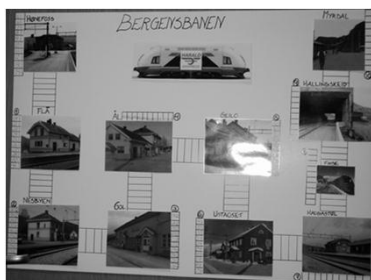 BERGENSBANEN
HØNEFOSS
MYRDAL
HALLINGSKEID
FLÅ
ÅL
GEILO
FINSE
NESBYEN
GOL
USTAOSET
HAUGASTØL